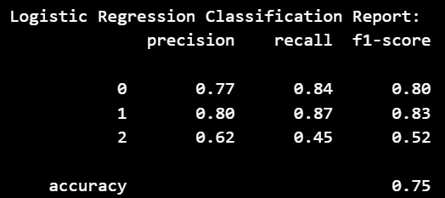 Logistic Regression Classification Report:
precision recall f1-score
0 0.77 0.84 0.80
1 0.80 0.87 0.83
2 0.62 0.45 0.52
accuracy 0.75